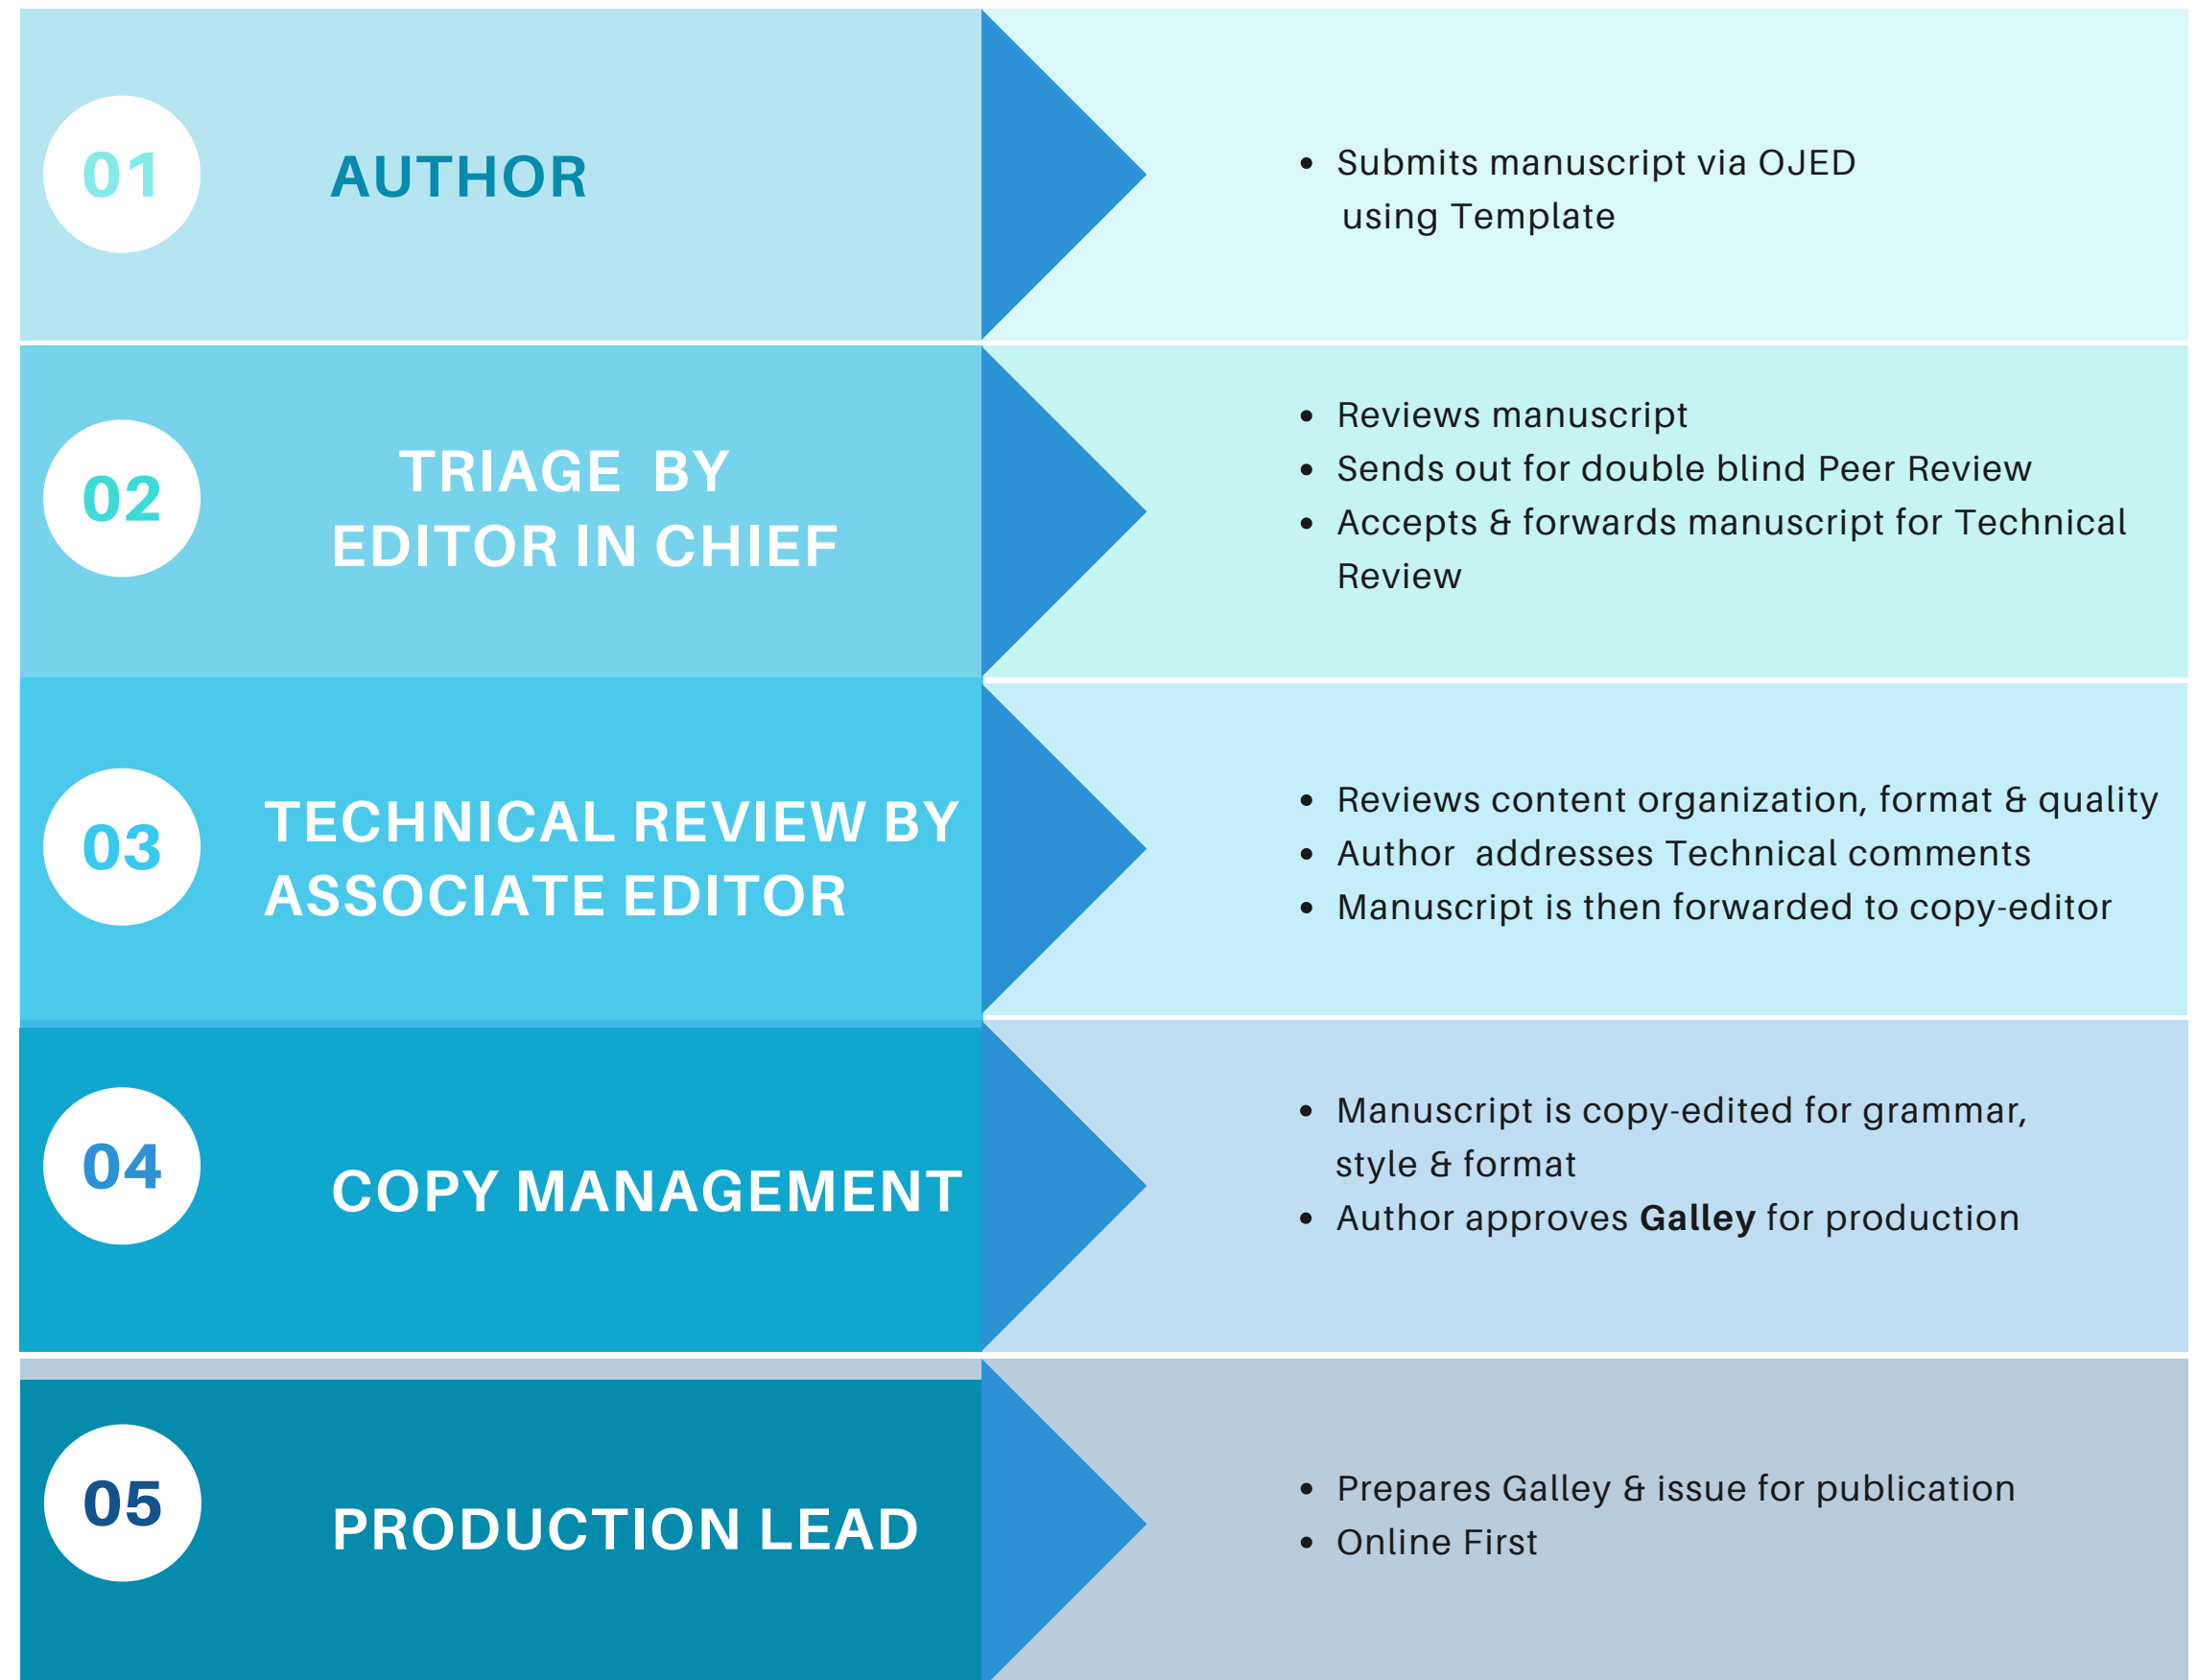 01
AUTHOR
• Submits manuscript via OJED
using Template
02
TRIAGE BY
EDITOR IN CHIEF
• Reviews manuscript
• Sends out for double blind Peer Review
• Accepts & forwards manuscript for Technical
Review
03
TECHNICAL REVIEW BY
ASSOCIATE EDITOR
• Reviews content organization, format & quality
• Author addresses Technical comments
• Manuscript is then forwarded to copy-editor
04
COPY MANAGEMENT
• Manuscript is copy-edited for grammar,
style & format
• Author approves Galley for production
05
PRODUCTION LEAD
• Prepares Galley & issue for publication
• Online First